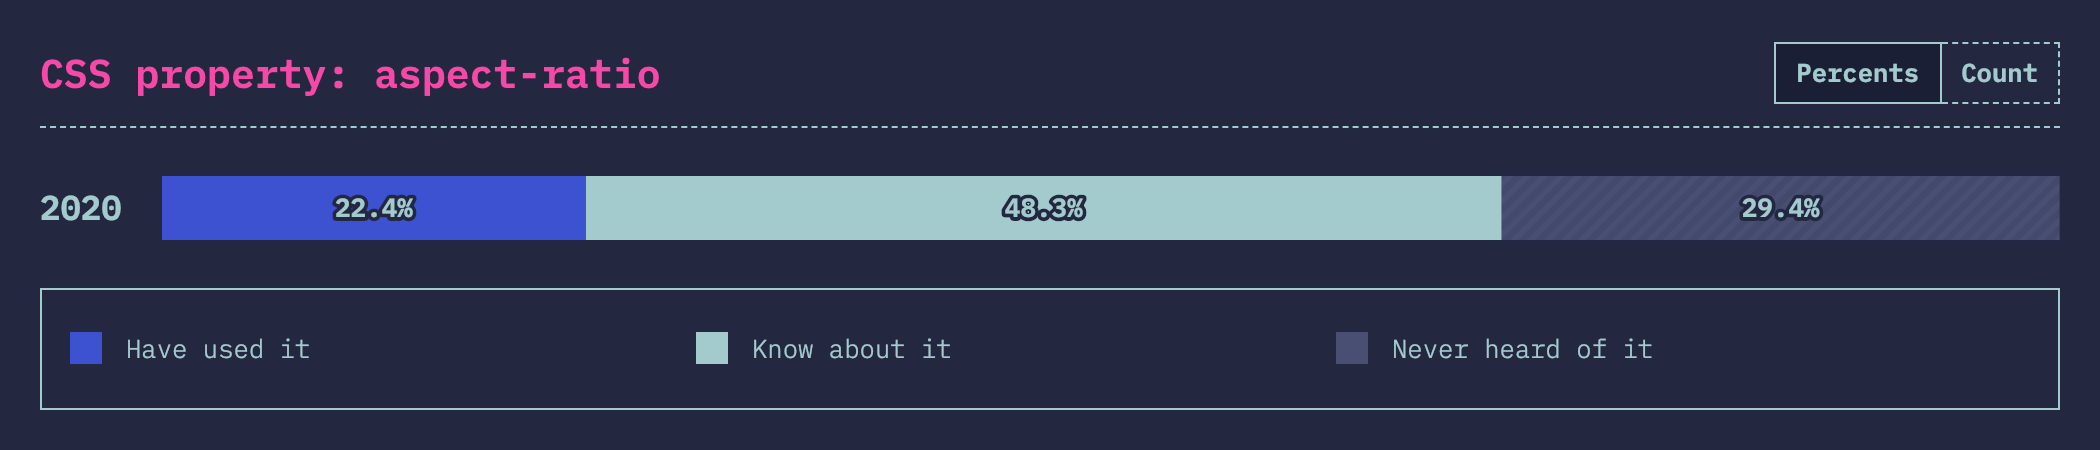 CSS property: aspect-ratio
Percents Count
2020 22.4% 48.3% 29.4%
Have used it Know about it Never heard of it